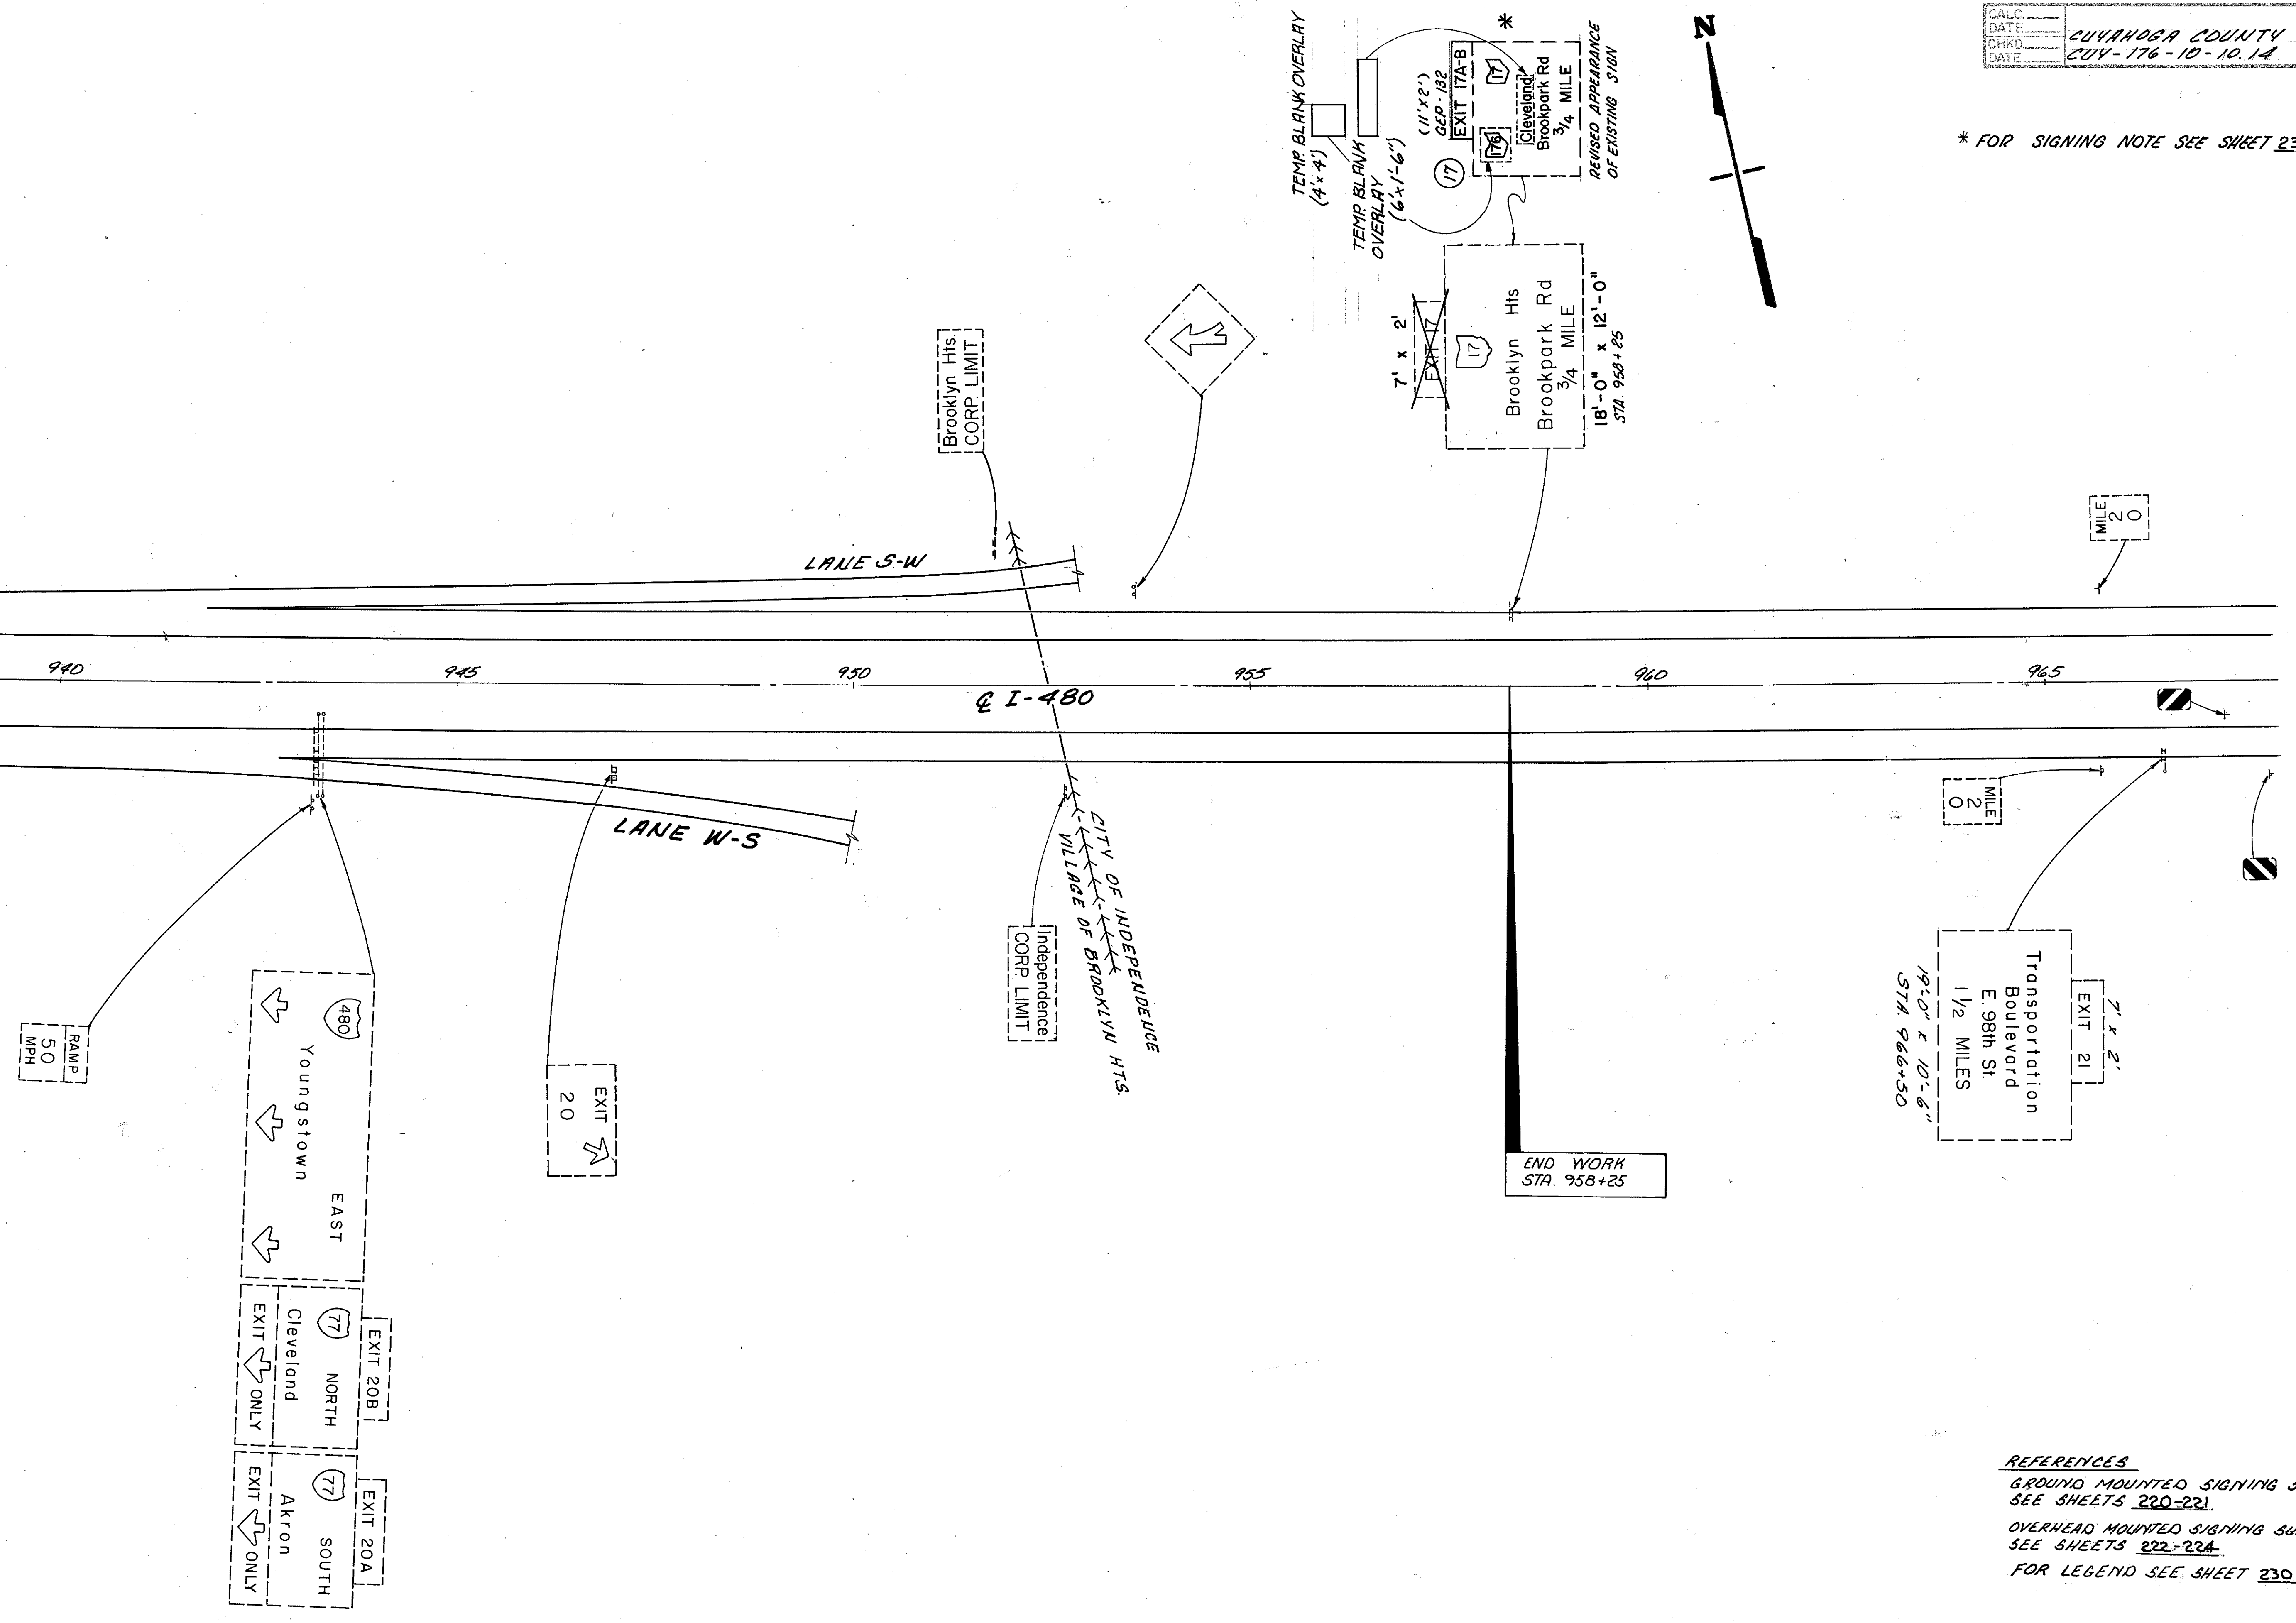 CALC.
DATE
CHKD.
DATE
CUYAHOGA COUNTY
CUY-176-10-10.14
* FOR SIGNING NOTE SEE SHEET 23
N
*
TEMP. BLANK OVERLAY
(4'x4')
TEMP. BLANK
OVERLAY
(6'x1'-6")
17
(11'x2')
GEP-132
EXIT 17A-B
176 17
Cleveland
Brookpark Rd
3/4 MILE
REVISED APPEARANCE
OF EXISTING SIGN
7' x 2'
EXIT 17
17
Brooklyn Hts
Brookpark Rd
3/4 MILE
18'-0" x 12'-0"
STA. 958+25
Brooklyn Hts.
CORP. LIMIT
MILE
2
0
LANE S-W
940 945 950 955 960 965
℄ I-480
LANE W-S
CITY OF INDEPENDENCE
VILLAGE OF BROOKLYN HTS.
Independence
CORP. LIMIT
MILE
2
0
RAMP
50
MPH
480 EAST
Youngstown
EXIT 20B
77 NORTH
Cleveland
EXIT ONLY
EXIT 20A
77 SOUTH
Akron
EXIT ONLY
EXIT
20
END WORK
STA. 958+25
7' x 2'
EXIT 21
Transportation
Boulevard
E. 98th St.
1 1/2 MILES
19'-0" x 10'-6"
STA. 966+50
REFERENCES
GROUND MOUNTED SIGNING
SEE SHEETS 220-221.
OVERHEAD MOUNTED SIGNING
SEE SHEETS 222-224.
FOR LEGEND SEE SHEET 230